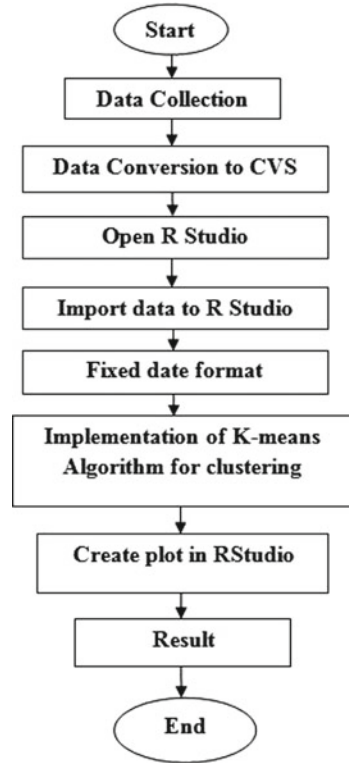 Start
Data Collection
Data Conversion to CVS
Open R Studio
Import data to R Studio
Fixed date format
Implementation of K-means
Algorithm for clustering
Create plot in RStudio
Result
End